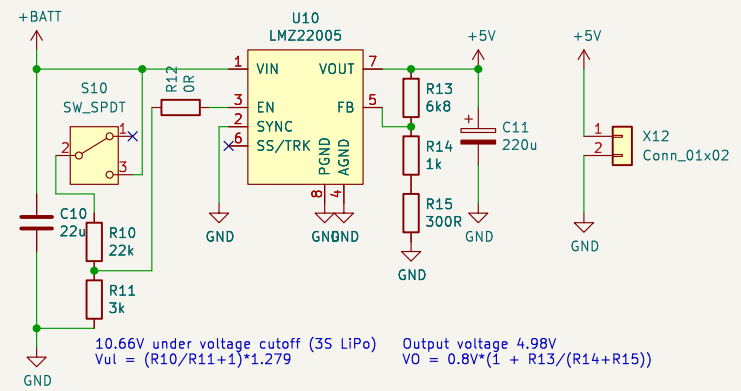 +BATT
U10
LMZ22005
+5V
+5V
R12
0R
1
VIN
VOUT
7
S10
SW_SPDT
R13
6k8
3
EN
FB
5
1
2
SYNC
C11
220u
X12
Conn_01x02
1
2
2
6
SS/TRK
R14
1k
3
PGND
AGND
8
4
R15
300R
C10
22u
R10
22k
GND
GND
GND
GND
GND
GND
R11
3k
10.66V under voltage cutoff (3S LiPo)
Vul = (R10/R11+1)*1.279
Output voltage 4.98V
VO = 0.8V*(1 + R13/(R14+R15))
GND